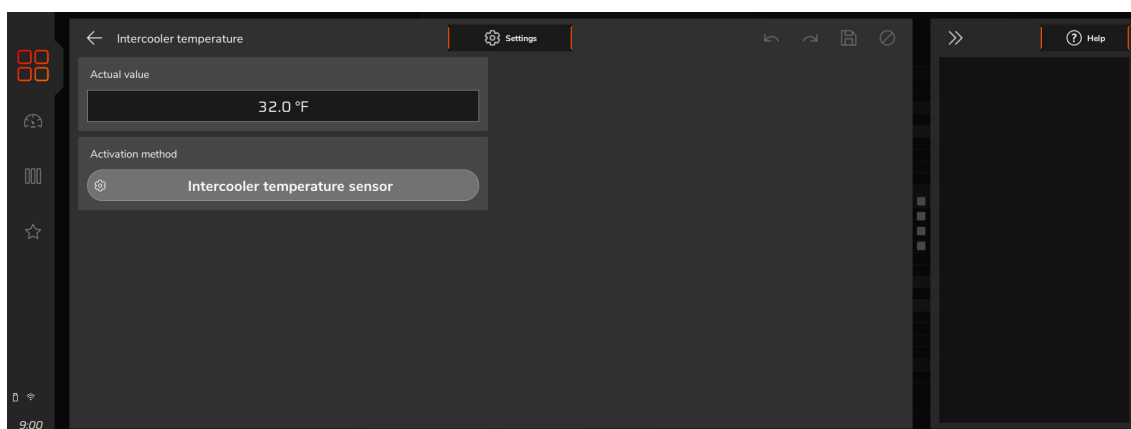 Intercooler temperature
Settings
Help
Actual value
32.0 °F
Activation method
Intercooler temperature sensor
9:00